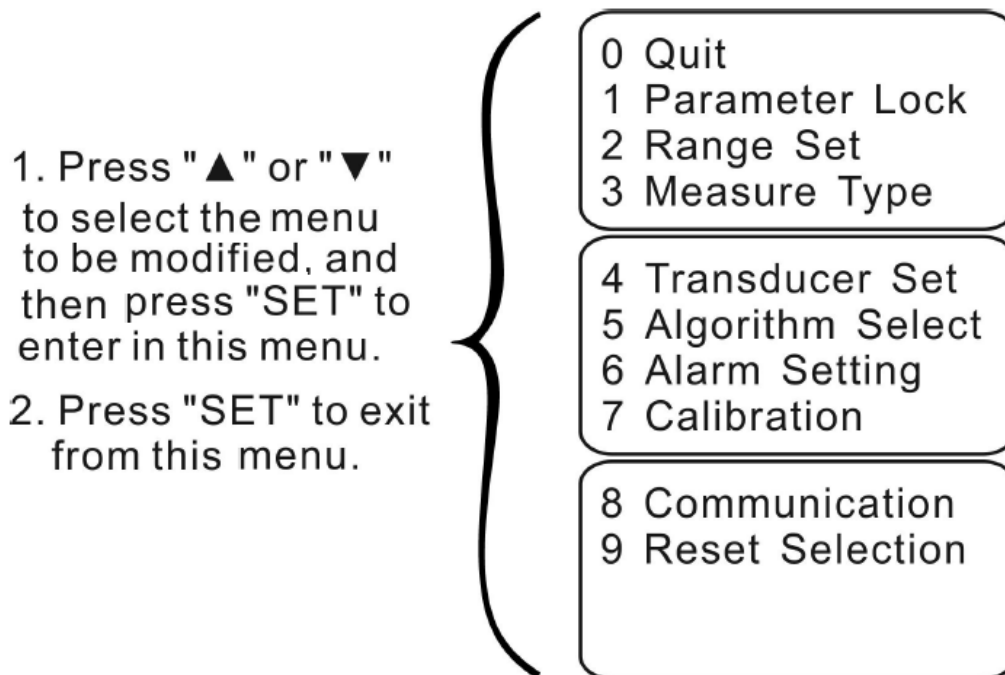 1. Press "▲" or "▼"
to select the menu
to be modified, and
then press "SET" to
enter in this menu.
2. Press "SET" to exit
from this menu.
0 Quit
1 Parameter Lock
2 Range Set
3 Measure Type
4 Transducer Set
5 Algorithm Select
6 Alarm Setting
7 Calibration
8 Communication
9 Reset Selection